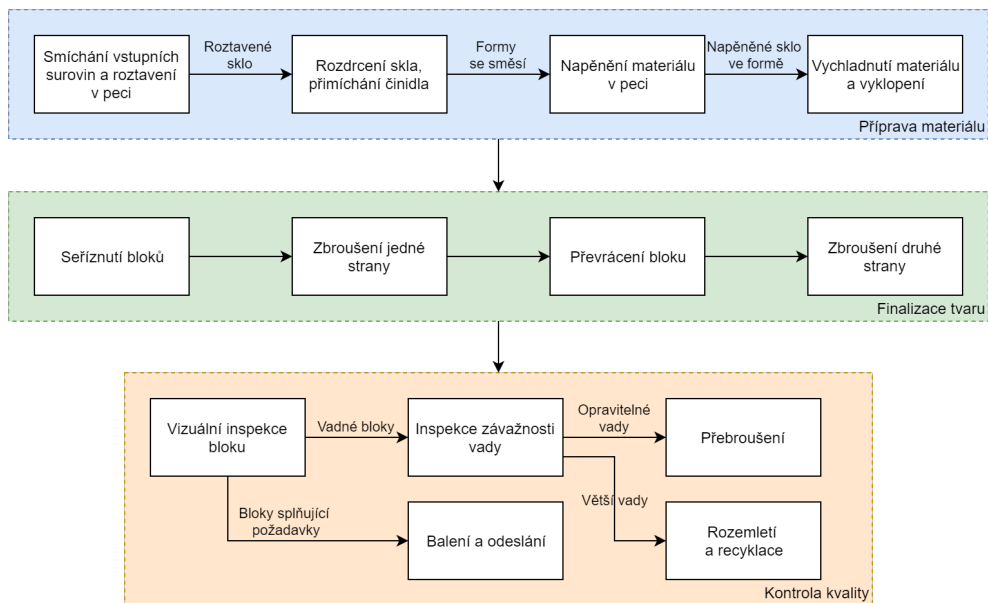 Smíchání vstupních
surovin a roztavení
v peci
Roztavené
sklo
Rozdrcení skla,
přimíchání činidla
Formy
se směsí
Napěnění materiálu
v peci
Napěněné sklo
ve formě
Vychladnutí materiálu
a vyklopení
Příprava materiálu
Seříznutí bloků
Zbroušení jedné
strany
Převrácení bloku
Zbroušení druhé
strany
Finalizace tvaru
Vizuální inspekce
bloku
Vadné bloky
Inspekce závažnosti
vady
Opravitelné
vady
Přebroušení
Bloky splňující
požadavky
Balení a odeslání
Větší vady
Rozemletí
a recyklace
Kontrola kvality